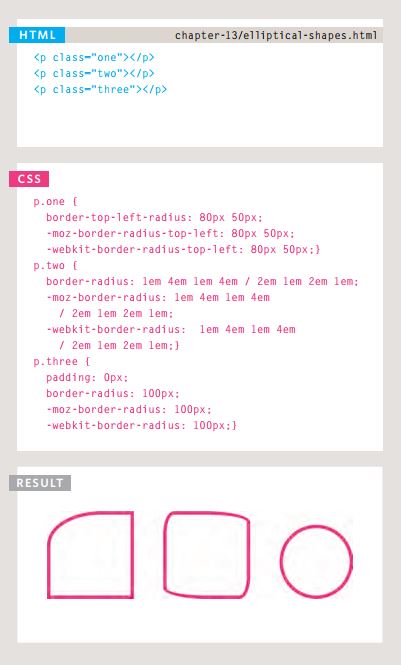 HTML chapter-13/elliptical-shapes.html
<p class="one"></p>
<p class="two"></p>
<p class="three"></p>
CSS
p.one {
border-top-left-radius: 80px 50px;
-moz-border-radius-top-left: 80px 50px;
-webkit-border-radius-top-left: 80px 50px;}
p.two {
border-radius: 1em 4em 1em 4em / 2em 1em 2em 1em;
-moz-border-radius: 1em 4em 1em 4em
/ 2em 1em 2em 1em;
-webkit-border-radius: 1em 4em 1em 4em
/ 2em 1em 2em 1em;}
p.three {
padding: 0px;
border-radius: 100px;
-moz-border-radius: 100px;
-webkit-border-radius: 100px;}
RESULT